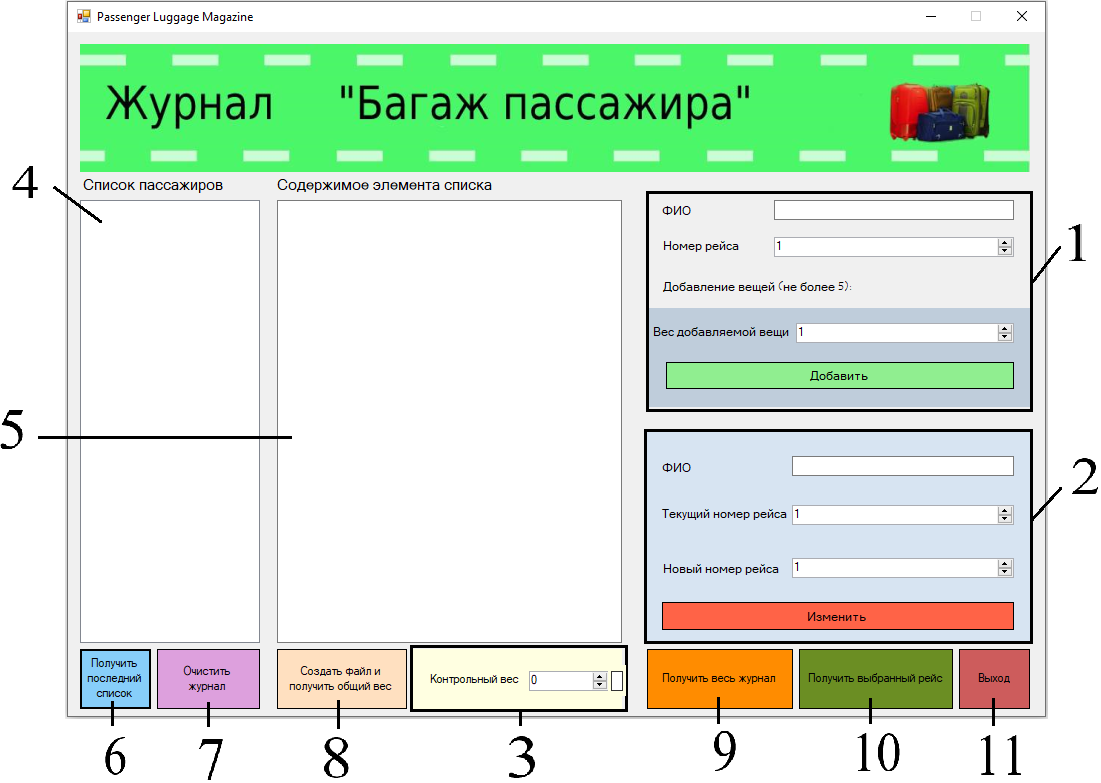 Passenger Luggage Magazine
Журнал "Багаж пассажира"
4
Список пассажиров
Содержимое элемента списка
ФИО
1
Номер рейса
1
1
Добавление вещей (не более 5):
Вес добавляемой вещи
1
Добавить
5
ФИО
2
Текущий номер рейса
1
Новый номер рейса
1
Изменить
Получить
последний
список
Очистить
журнал
Создать файл и
получить общий вес
Контрольный вес
0
Получить весь журнал
Получить выбранный рейс
Выход
6
7
8
3
9
10
11